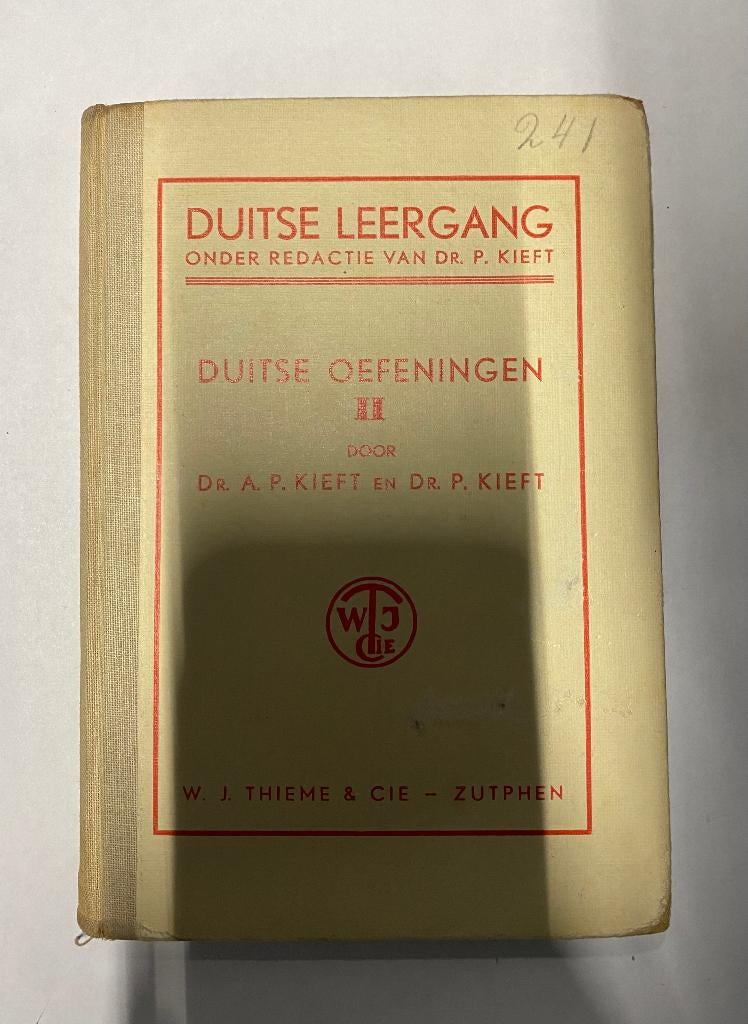 241
DUITSE LEERGANG
ONDER REDACTIE VAN DR. P. KIEFT
DUITSE OEFENINGEN
II
DOOR
DR. A. P. KIEFT EN DR. P. KIEFT
WTJ
CIE
W. J. THIEME & CIE – ZUTPHEN